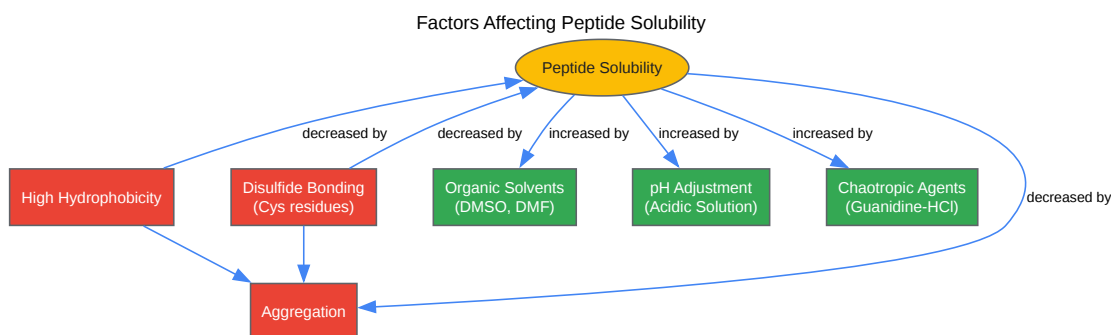 Factors Affecting Peptide Solubility
Peptide Solubility
decreased by
decreased by
increased by
increased by
increased by
High Hydrophobicity
Disulfide Bonding
(Cys residues)
Organic Solvents
(DMSO, DMF)
pH Adjustment
(Acidic Solution)
Chaotropic Agents
(Guanidine-HCl)
decreased by
Aggregation